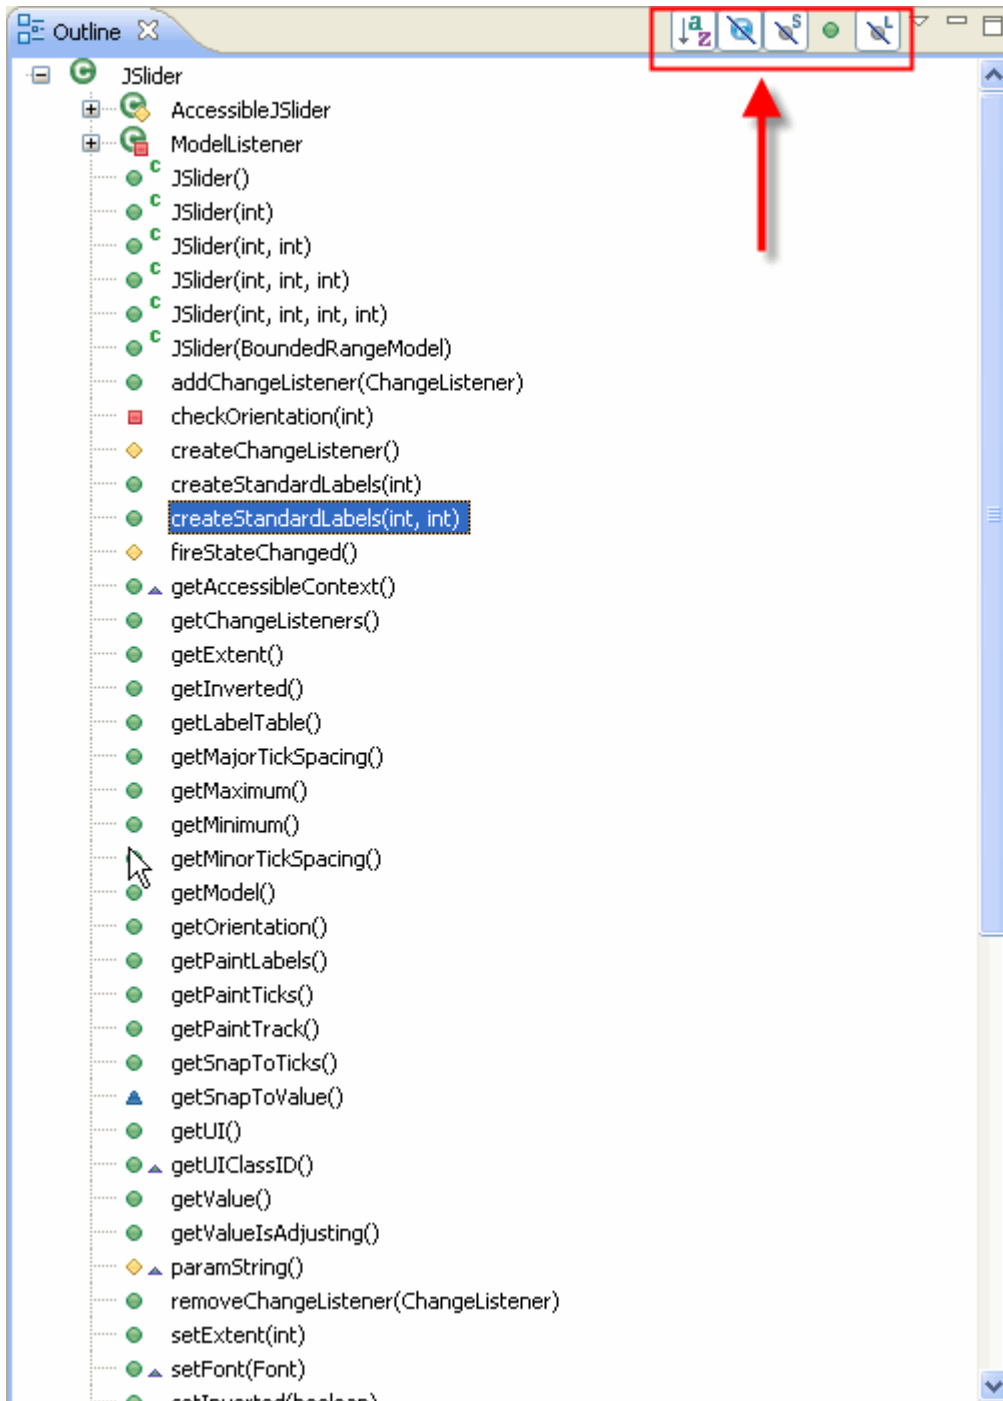 Outline
JSlider
AccessibleJSlider
ModelListener
JSlider()
JSlider(int)
JSlider(int, int)
JSlider(int, int, int)
JSlider(int, int, int, int)
JSlider(BoundedRangeModel)
addChangeListener(ChangeListener)
checkOrientation(int)
createChangeListener()
createStandardLabels(int)
createStandardLabels(int, int)
fireStateChanged()
getAccessibleContext()
getChangeListeners()
getExtent()
getInverted()
getLabelTable()
getMajorTickSpacing()
getMaximum()
getMinimum()
getMinorTickSpacing()
getModel()
getOrientation()
getPaintLabels()
getPaintTicks()
getPaintTrack()
getSnapToTicks()
getSnapToValue()
getUI()
getUIClassID()
getValue()
getValueIsAdjusting()
paramString()
removeChangeListener(ChangeListener)
setExtent(int)
setFont(Font)
setInverted(boolean)